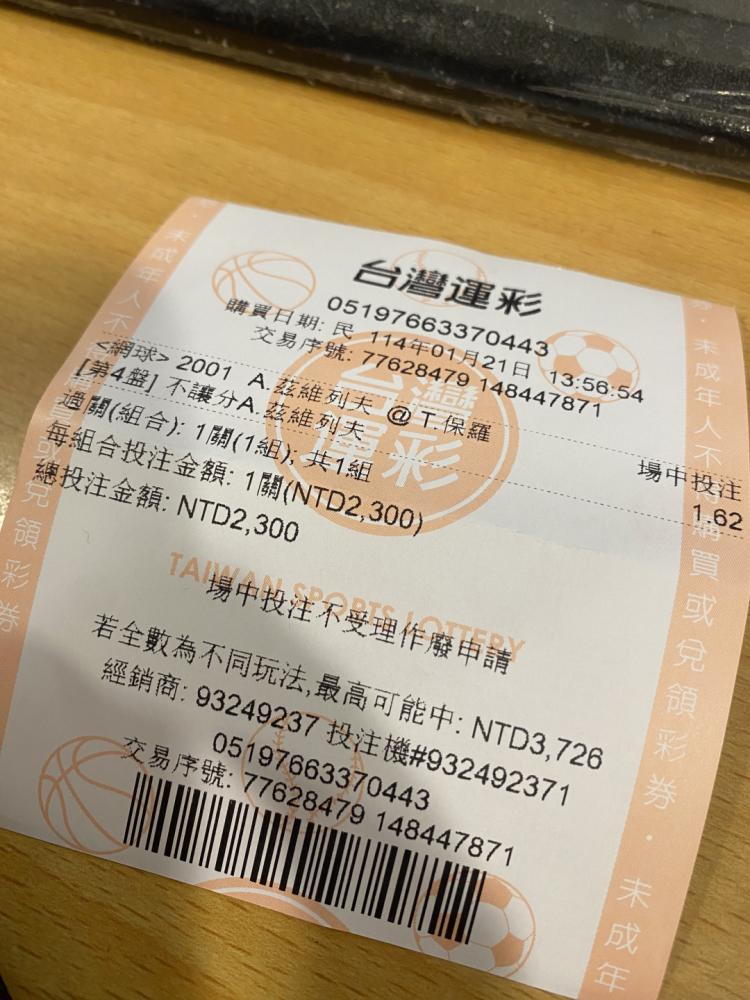 台灣運彩
05197663370443
購買日期: 民 114年01月21日 13:56:54
交易序號: 77628479 148447871
<網球> 2001 A.茲維列夫 @ T.保羅 場中投注
[第4盤] 不讓分A.茲維列夫 1.62
過關(組合): 1關(1組), 共1組
每組合投注金額: 1關(NTD2,300)
總投注金額: NTD2,300
台灣運彩
TAIWAN SPORTS LOTTERY
場中投注不受理作廢申請
若全數為不同玩法,最高可能中: NTD3,726
經銷商: 93249237 投注機#932492371
05197663370443
交易序號: 77628479 148447871
未成年人不
或兌領彩券
未成年人不
購買或兌領彩券·未成年